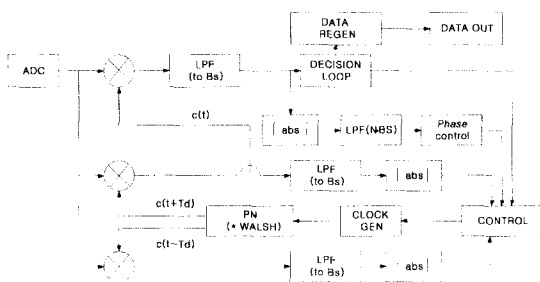 DATA
REGEN
DATA OUT
ADC
LPF
(to Bs)
DECISION
LOOP
c(t)
| abs |
LPF(NBS)
Phase
control
LPF
(to Bs)
| abs |
c(t+Td)
PN
(* WALSH)
CLOCK
GEN
CONTROL
c(t-Td)
LPF
(to Bs)
| abs |